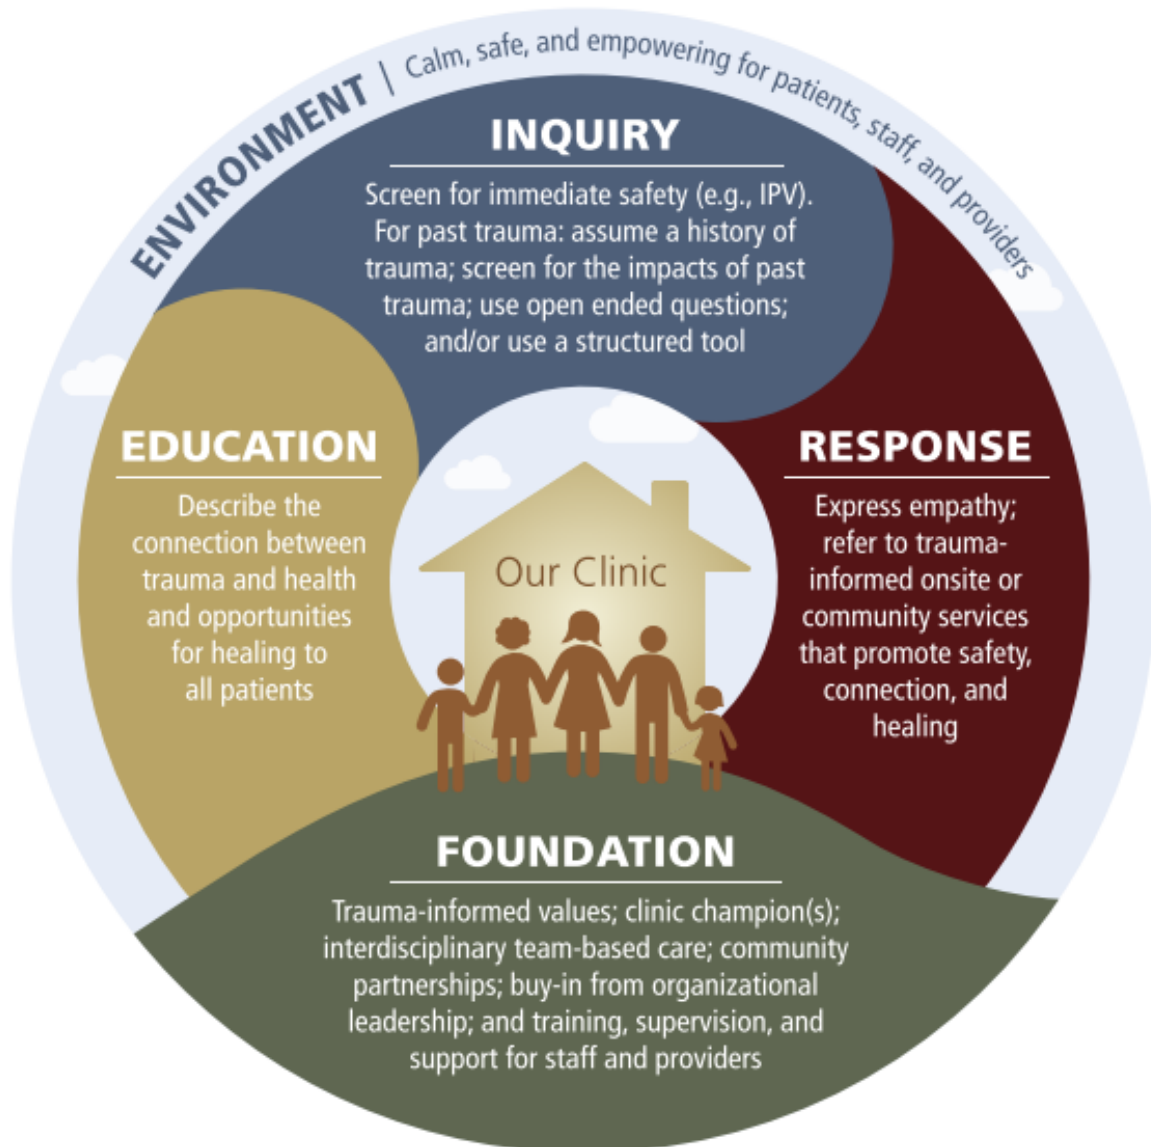 ENVIRONMENT | Calm, safe, and empowering for patients, staff, and providers
INQUIRY
Screen for immediate safety (e.g., IPV).
For past trauma: assume a history of
trauma; screen for the impacts of past
trauma; use open ended questions;
and/or use a structured tool
EDUCATION
Describe the
connection between
trauma and health
and opportunities
for healing to
all patients
Our Clinic
RESPONSE
Express empathy;
refer to trauma-
informed onsite or
community services
that promote safety,
connection, and
healing
FOUNDATION
Trauma-informed values; clinic champion(s);
interdisciplinary team-based care; community
partnerships; buy-in from organizational
leadership; and training, supervision, and
support for staff and providers